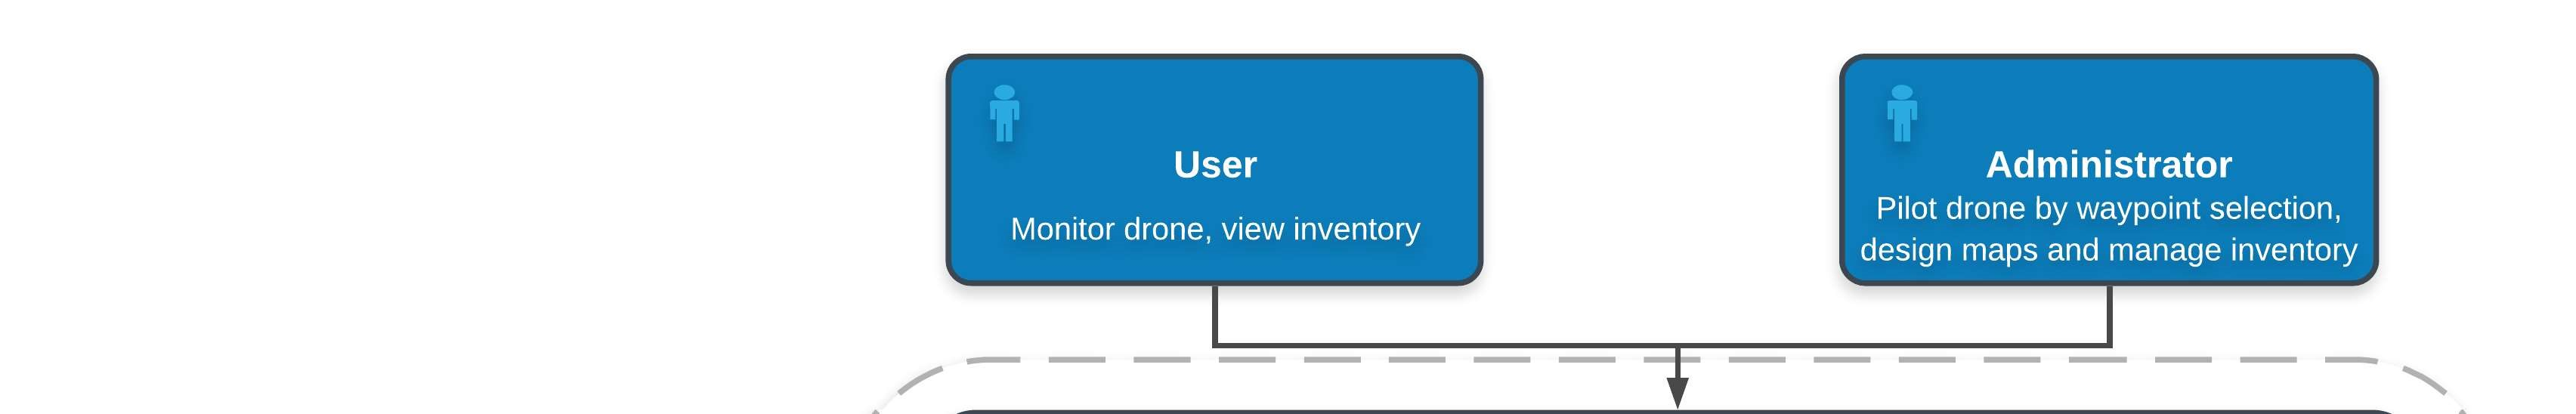 User
Monitor drone, view inventory
Administrator
Pilot drone by waypoint selection,
design maps and manage inventory